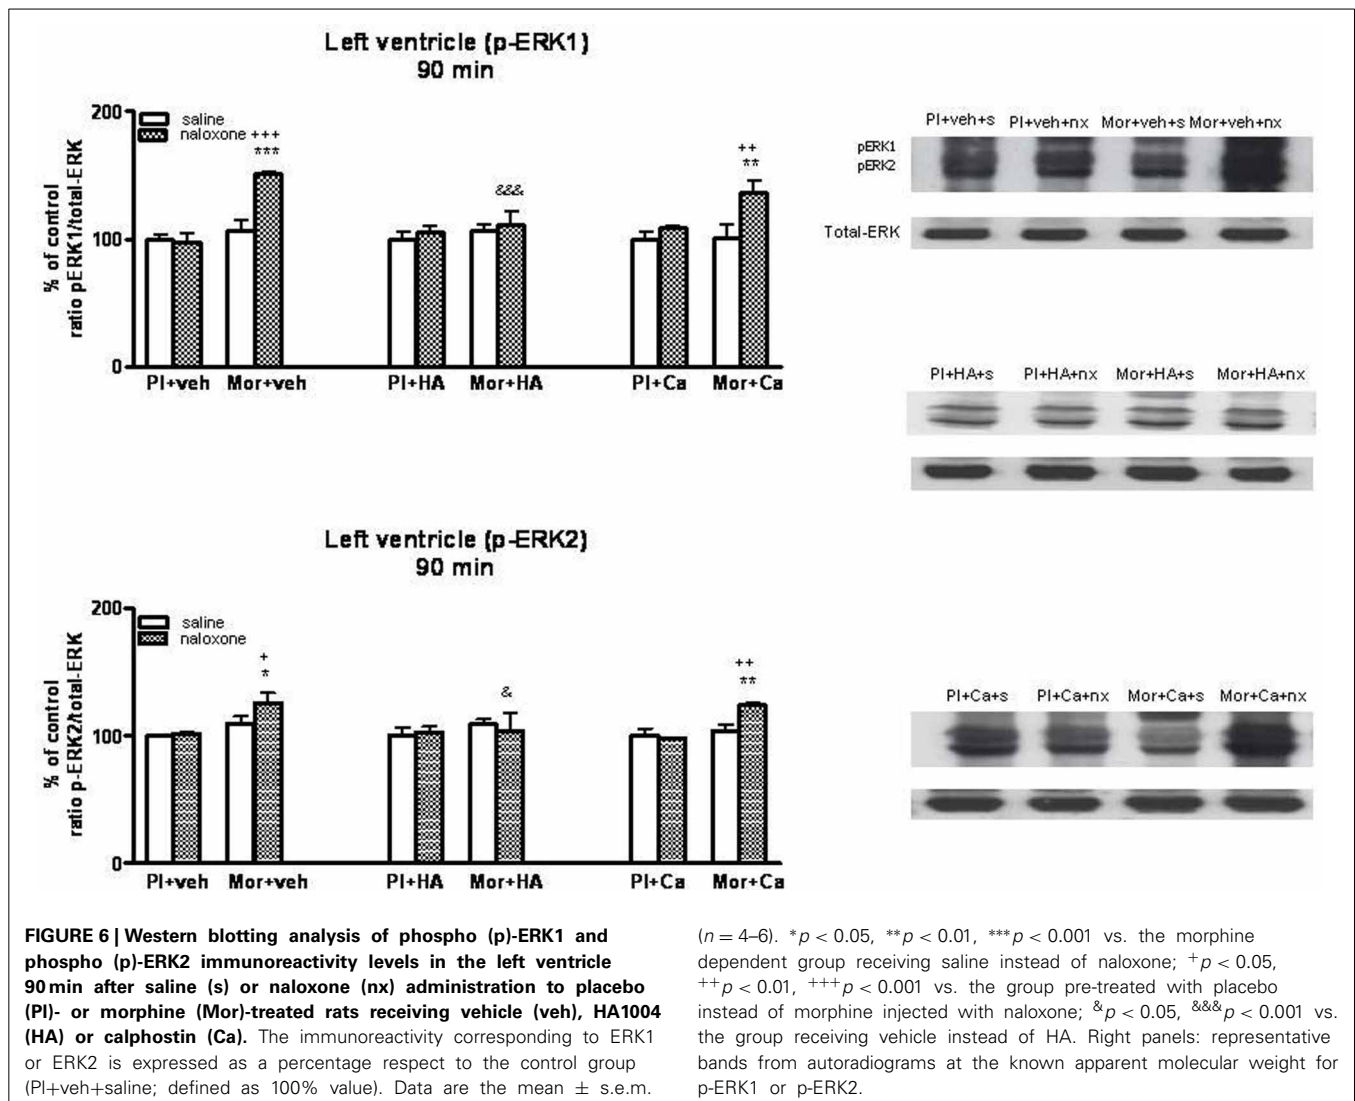 Left ventricle (p-ERK1)
90 min
200
100
0
% of control
ratio pERK1/total-ERK
saline
naloxone
+++
***
&&&
++
**
Pl+veh Mor+veh Pl+HA Mor+HA Pl+Ca Mor+Ca
Pl+veh+s Pl+veh+nx Mor+veh+s Mor+veh+nx
pERK1
pERK2
Total-ERK
Pl+HA+s Pl+HA+nx Mor+HA+s Mor+HA+nx
Left ventricle (p-ERK2)
90 min
200
100
0
% of control
ratio p-ERK2/total-ERK
saline
naloxone
+
*
&
++
**
Pl+veh Mor+veh Pl+HA Mor+HA Pl+Ca Mor+Ca
Pl+Ca+s Pl+Ca+nx Mor+Ca+s Mor+Ca+nx
FIGURE 6 | Western blotting analysis of phospho (p)-ERK1 and
phospho (p)-ERK2 immunoreactivity levels in the left ventricle
90 min after saline (s) or naloxone (nx) administration to placebo
(Pl)- or morphine (Mor)-treated rats receiving vehicle (veh), HA1004
(HA) or calphostin (Ca). The immunoreactivity corresponding to ERK1
or ERK2 is expressed as a percentage respect to the control group
(Pl+veh+saline; defined as 100% value). Data are the mean ± s.e.m.
(n = 4–6). *p < 0.05, **p < 0.01, ***p < 0.001 vs. the morphine
dependent group receiving saline instead of naloxone; +p < 0.05,
++p < 0.01, +++p < 0.001 vs. the group pre-treated with placebo
instead of morphine injected with naloxone; &p < 0.05, &&&p < 0.001 vs.
the group receiving vehicle instead of HA. Right panels: representative
bands from autoradiograms at the known apparent molecular weight for
p-ERK1 or p-ERK2.